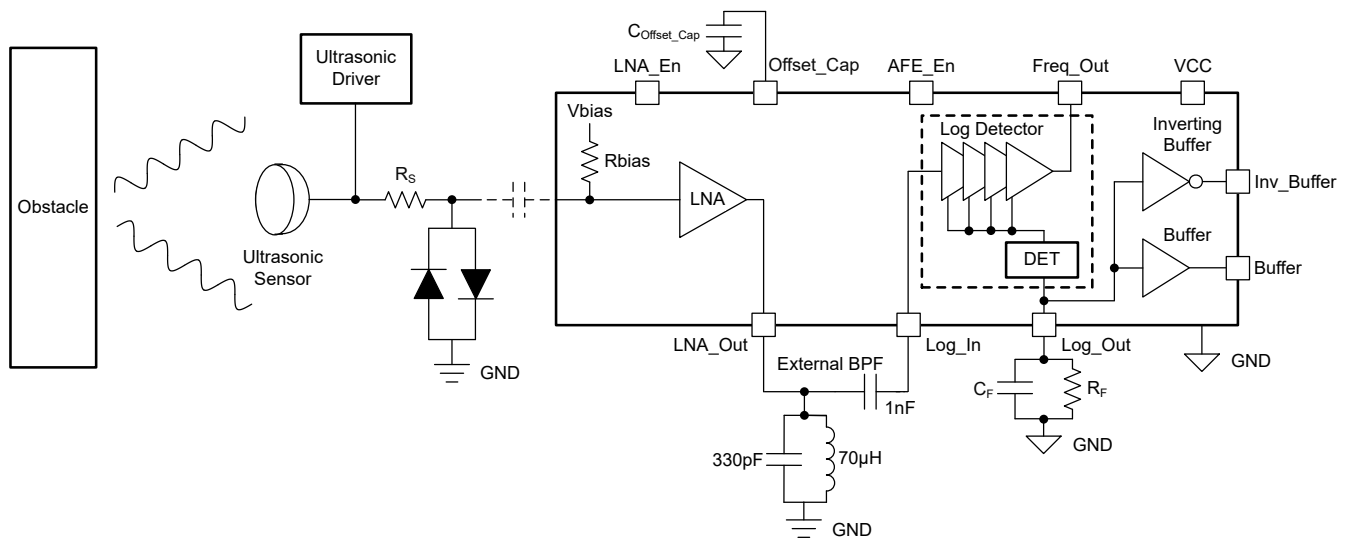 C_Offset_Cap
Ultrasonic
Driver
LNA_En
Offset_Cap
AFE_En
Freq_Out
VCC
Vbias
Rbias
Log Detector
Inverting
Buffer
Obstacle
R_S
LNA
Inv_Buffer
Ultrasonic
Sensor
DET
Buffer
Buffer
LNA_Out
External BPF
Log_In
Log_Out
GND
GND
1nF
C_F
R_F
GND
330pF
70µH
GND